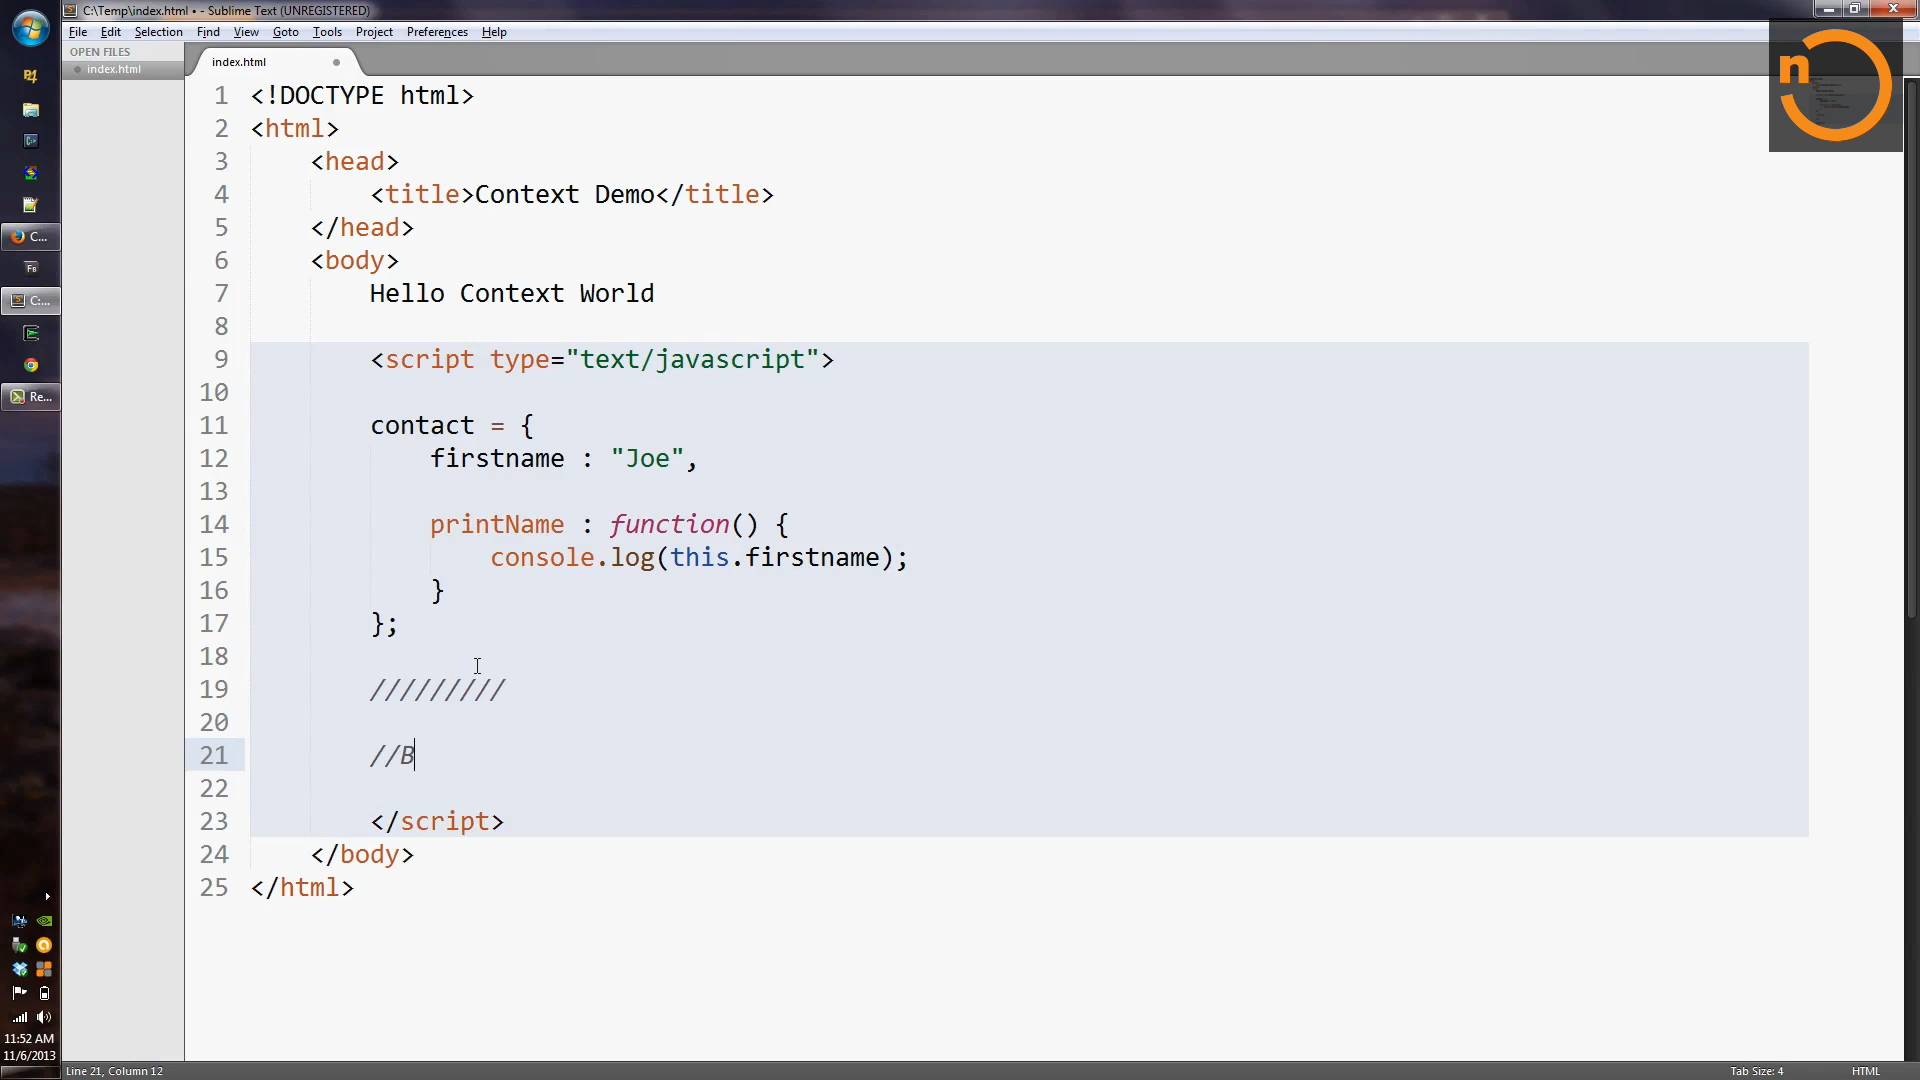 C:\Temp\index.html • - Sublime Text (UNREGISTERED)
File Edit Selection Find View Goto Tools Project Preferences Help
OPEN FILES
index.html
index.html
n
1 <!DOCTYPE html>
2 <html>
3 <head>
4 <title>Context Demo</title>
5 </head>
6 <body>
7 Hello Context World
8
9 <script type="text/javascript">
10
11 contact = {
12 firstname : "Joe",
13
14 printName : function() {
15 console.log(this.firstname);
16 }
17 };
18
19 /////////
20
21 //B
22
23 </script>
24 </body>
25 </html>
C...
FB
C:...
Re...
11:52 AM
11/6/2013
Line 21, Column 12
Tab Size: 4
HTML